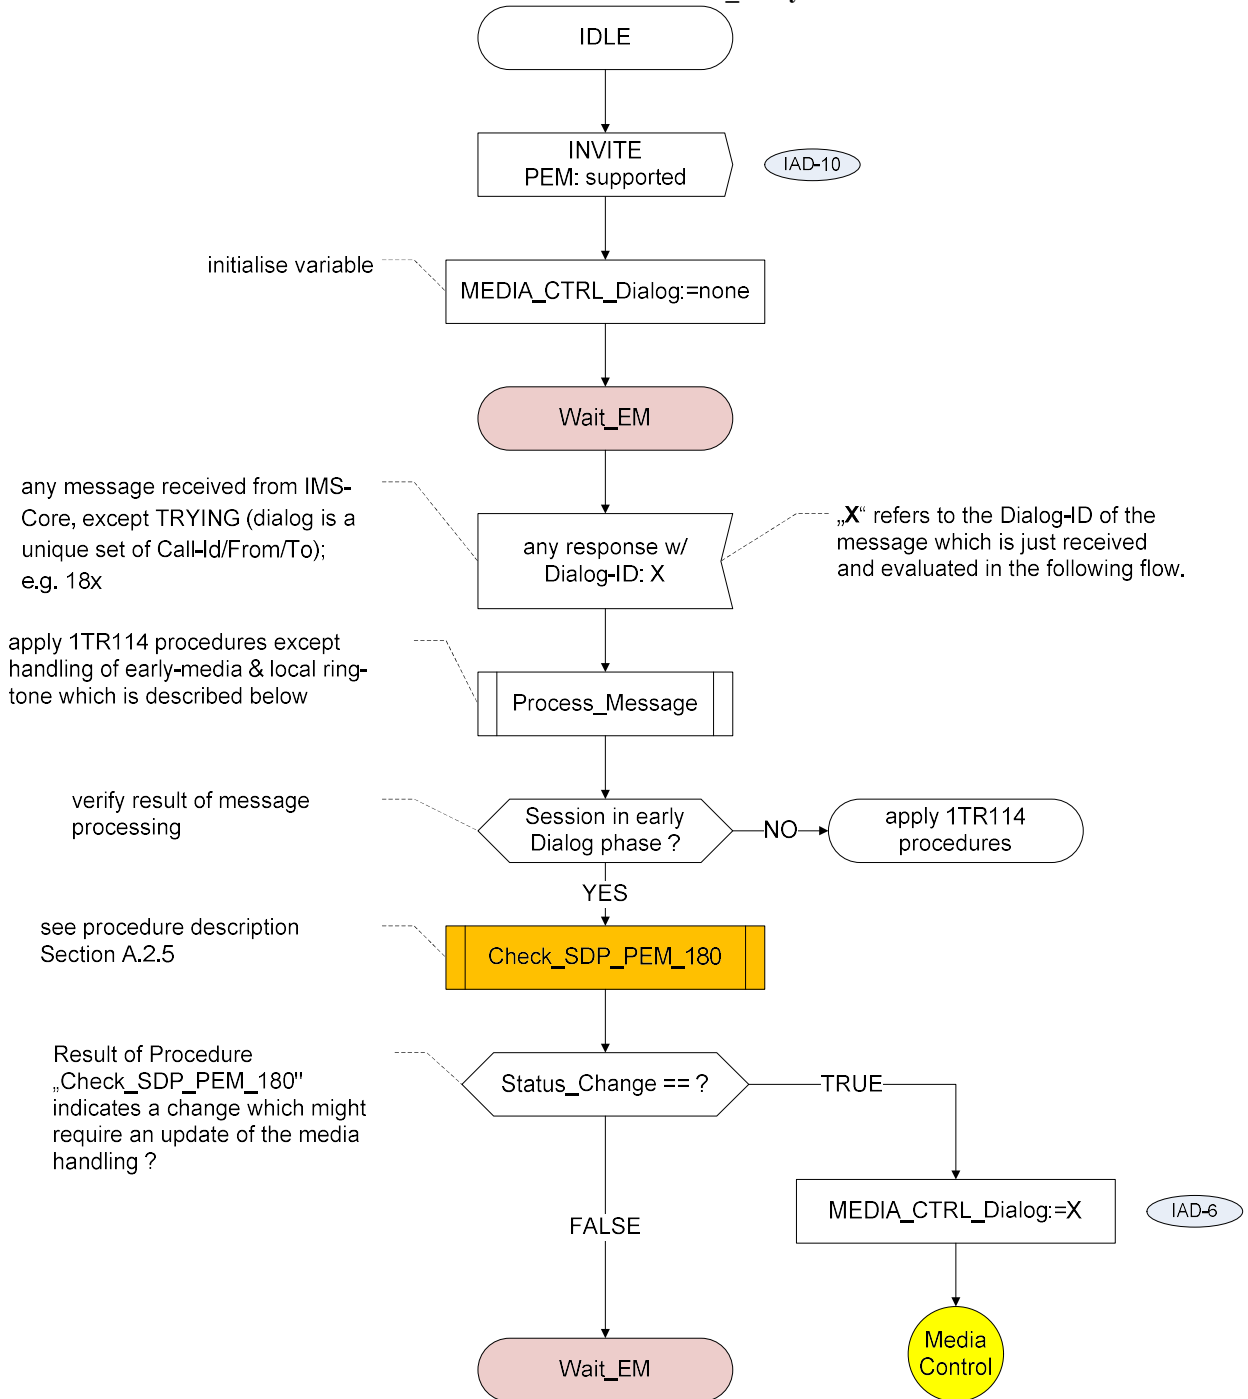 IDLE
INVITE
PEM: supported
IAD-10
initialise variable
MEDIA_CTRL_Dialog:=none
Wait_EM
any message received from IMS-
Core, except TRYING (dialog is a
unique set of Call-Id/From/To);
e.g. 18x
any response w/
Dialog-ID: X
„X“ refers to the Dialog-ID of the
message which is just received
and evaluated in the following flow.
apply 1TR114 procedures except
handling of early-media & local ring-
tone which is described below
Process_Message
verify result of message
processing
Session in early
Dialog phase ?
NO
apply 1TR114
procedures
YES
see procedure description
Section A.2.5
Check_SDP_PEM_180
Result of Procedure
„Check_SDP_PEM_180"
indicates a change which might
require an update of the media
handling ?
Status_Change == ?
TRUE
MEDIA_CTRL_Dialog:=X
IAD-6
FALSE
Media
Control
Wait_EM